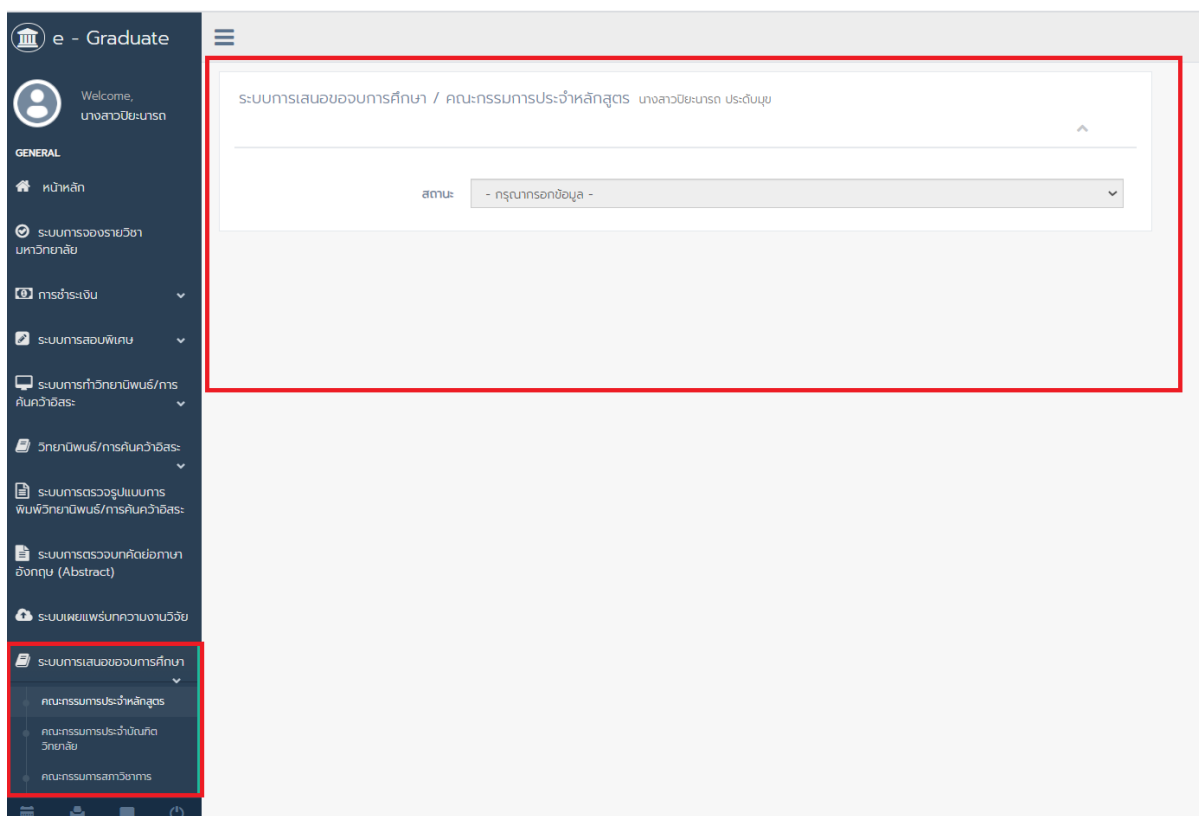 e - Graduate
Welcome,
นางสาวปิยะนารถ
GENERAL
หน้าหลัก
ระบบการจองรายวิชา
มหาวิทยาลัย
การชำระเงิน
ระบบการสอบพิเศษ
ระบบการทำวิทยานิพนธ์/การ
ค้นคว้าอิสระ
วิทยานิพนธ์/การค้นคว้าอิสระ
ระบบการตรวจรูปแบบการ
พิมพ์วิทยานิพนธ์/การค้นคว้าอิสระ
ระบบการตรวจบทคัดย่อภาษา
อังกฤษ (Abstract)
ระบบเผยแพร่บทความงานวิจัย
ระบบการเสนอขอจบการศึกษา
คณะกรรมการประจำหลักสูตร
คณะกรรมการประจำบัณฑิต
วิทยาลัย
คณะกรรมการสภาวิชาการ
ระบบการเสนอขอจบการศึกษา / คณะกรรมการประจำหลักสูตร นางสาวปิยะนารถ ประดับมุข
สถานะ - กรุณากรอกข้อมูล -